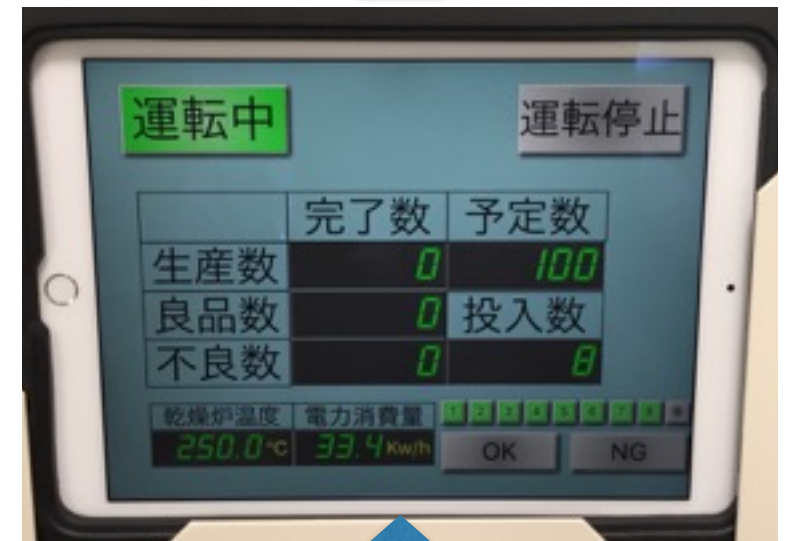 運転中 運転停止
完了数 予定数
生産数 0 100
良品数 0 投入数
不良数 0 8
乾燥炉温度 電力消費量 1 2 3 4 5 6 7 8
250.0 °C 33.4 Kw/h OK NG